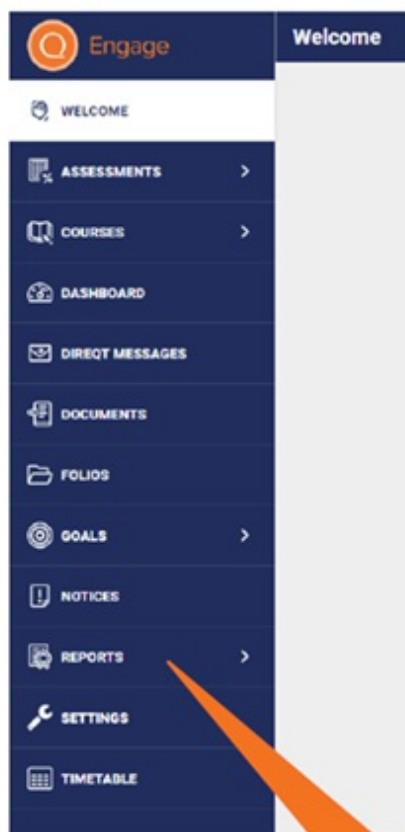 Engage
Welcome
WELCOME
ASSESSMENTS
COURSES
DASHBOARD
DIREQT MESSAGES
DOCUMENTS
FOLIOS
GOALS
NOTICES
REPORTS
SETTINGS
TIMETABLE